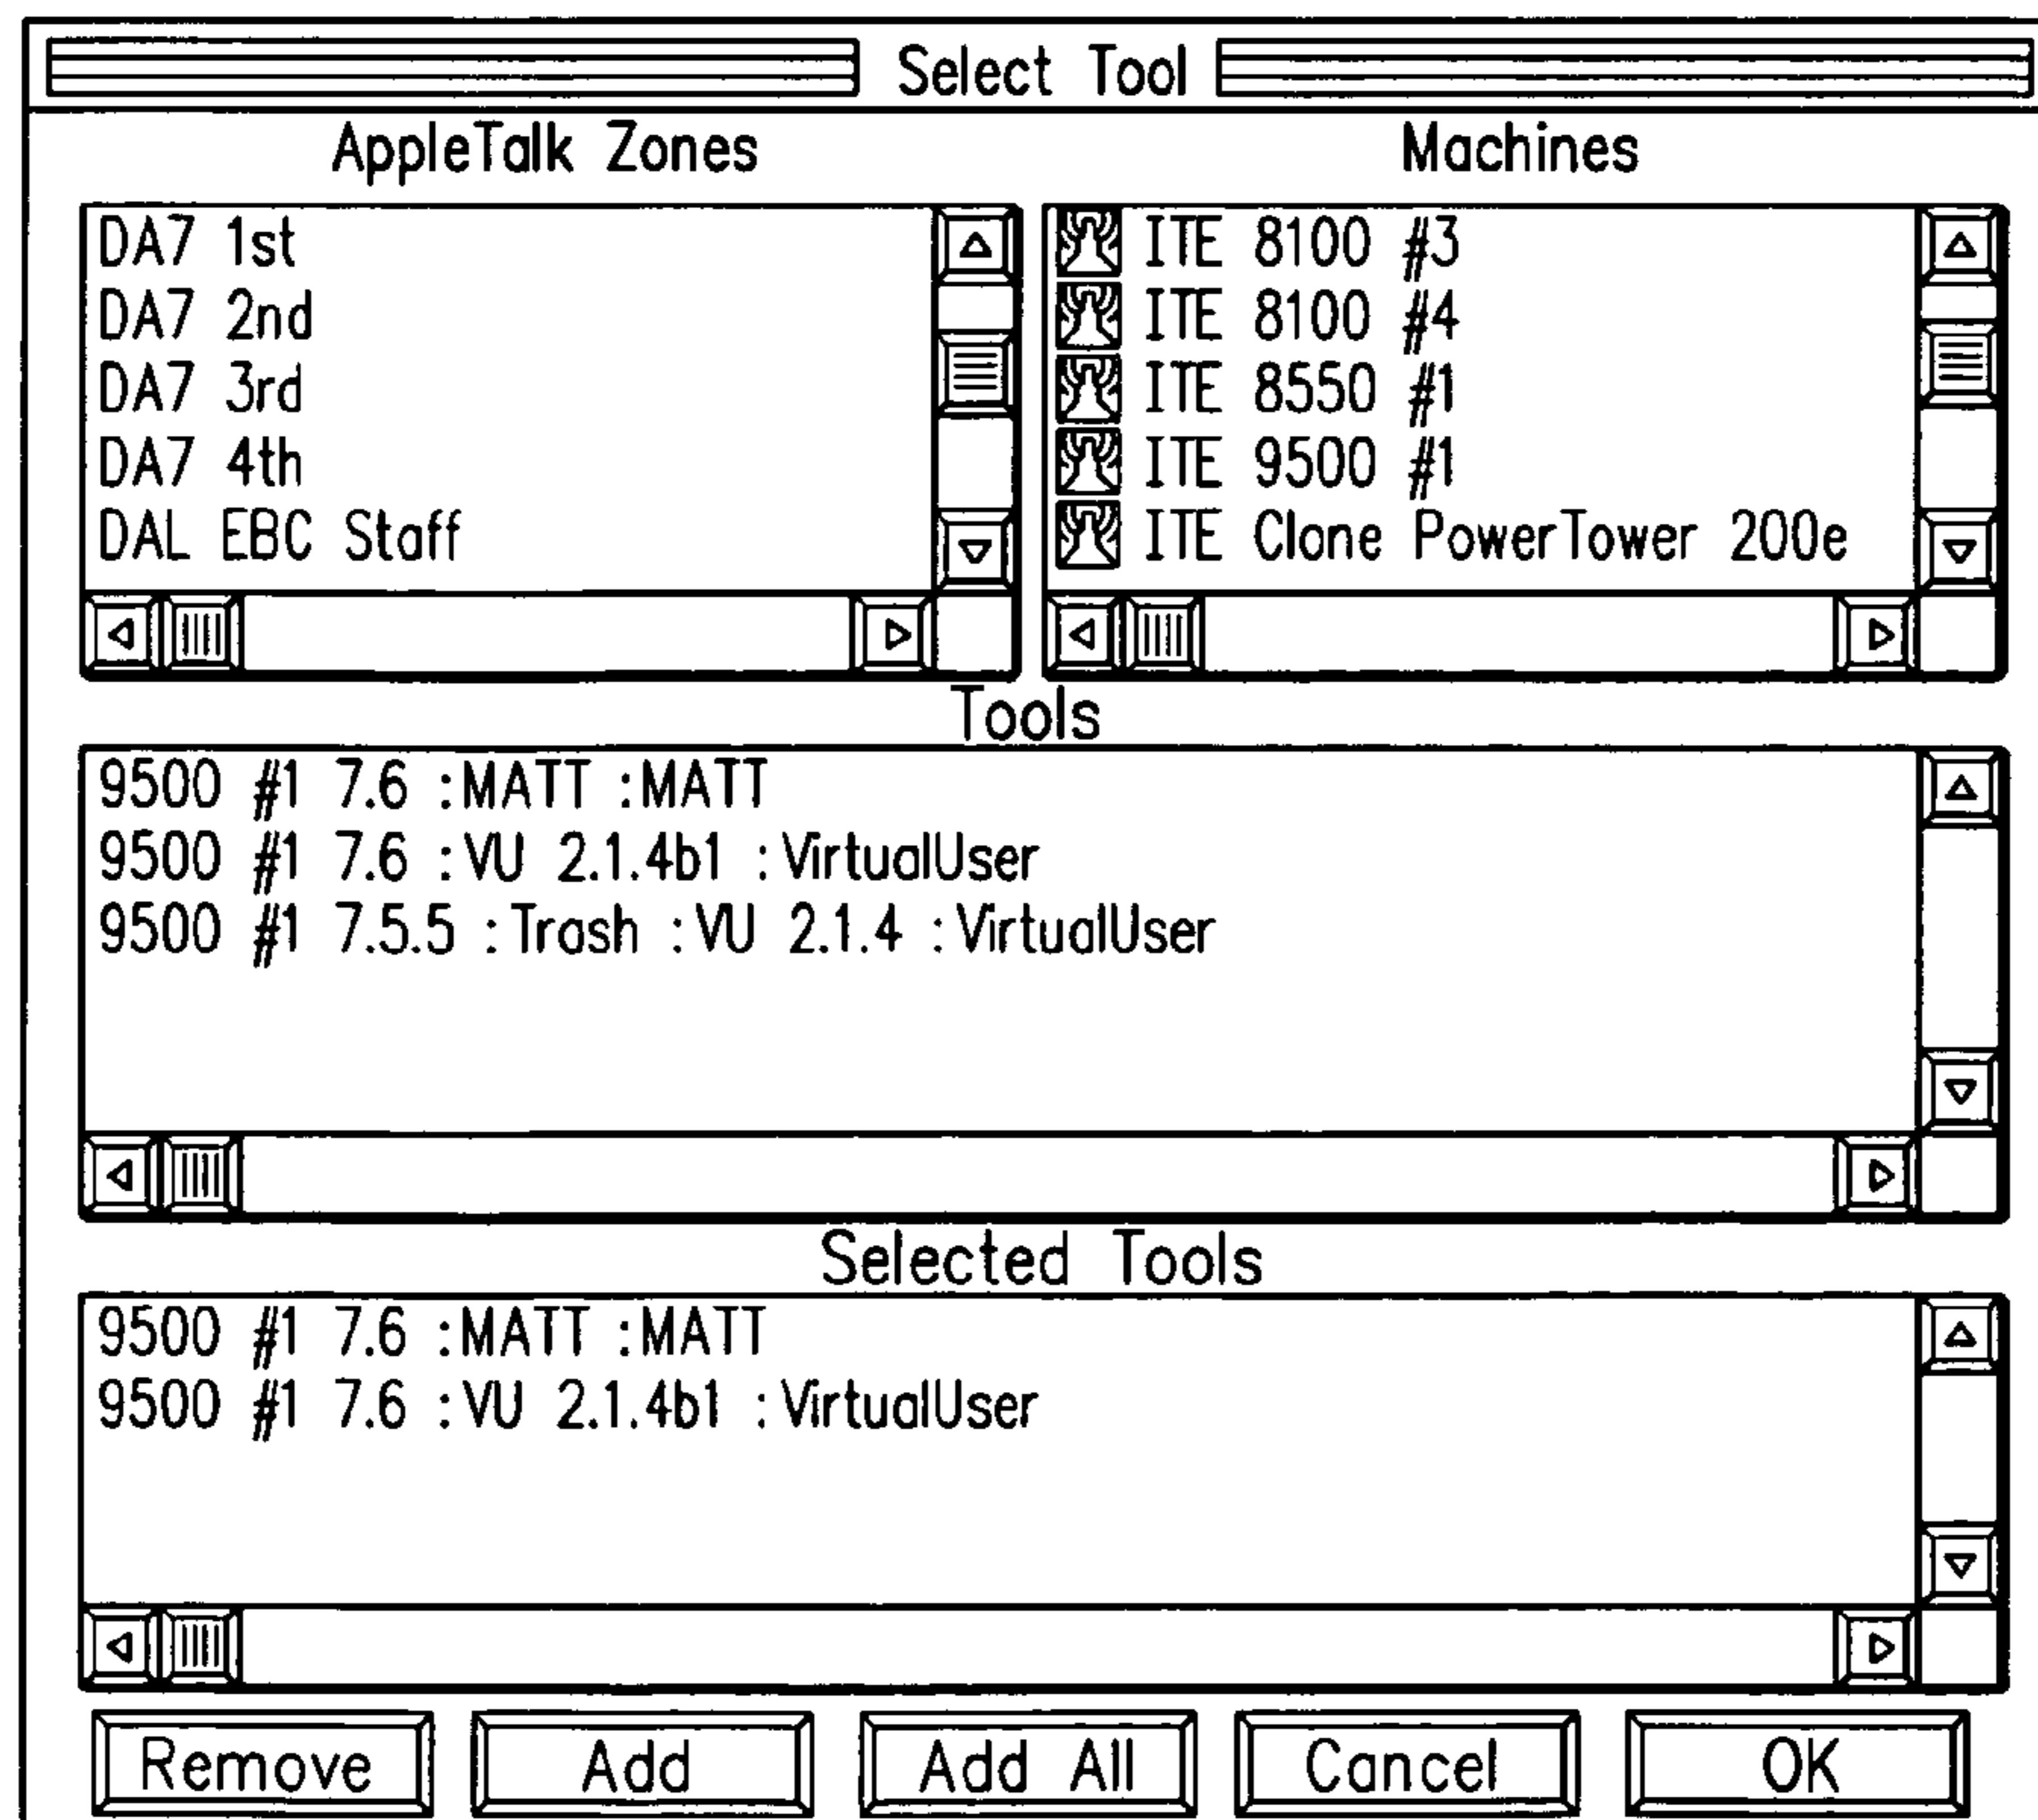 Select Tool
AppleTalk Zones
Machines
DA7 1st
DA7 2nd
DA7 3rd
DA7 4th
DAL EBC Staff
ITE 8100 #3
ITE 8100 #4
ITE 8550 #1
ITE 9500 #1
ITE Clone PowerTower 200e
Tools
9500 #1 7.6 :MATT :MATT
9500 #1 7.6 :VU 2.1.4b1 :VirtualUser
9500 #1 7.5.5 :Trash :VU 2.1.4 :VirtualUser
Selected Tools
9500 #1 7.6 :MATT :MATT
9500 #1 7.6 :VU 2.1.4b1 :VirtualUser
Remove Add Add All Cancel OK